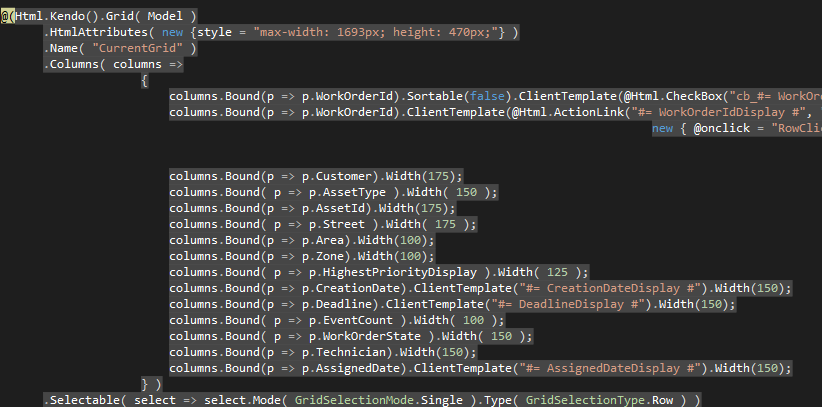 @(Html.Kendo().Grid( Model )
.HtmlAttributes( new {style = "max-width: 1693px; height: 470px;"} )
.Name( "CurrentGrid" )
.Columns( columns =>
{
columns.Bound(p => p.WorkOrderId).Sortable(false).ClientTemplate(@Html.CheckBox("cb_#= WorkOr
columns.Bound(p => p.WorkOrderId).ClientTemplate(@Html.ActionLink("#= WorkOrderIdDisplay #", "
new { @onclick = "RowCli
columns.Bound(p => p.Customer).Width(175);
columns.Bound( p => p.AssetType ).Width( 150 );
columns.Bound(p => p.AssetId).Width(175);
columns.Bound( p => p.Street ).Width( 175 );
columns.Bound(p => p.Area).Width(100);
columns.Bound(p => p.Zone).Width(100);
columns.Bound( p => p.HighestPriorityDisplay ).Width( 125 );
columns.Bound(p => p.CreationDate).ClientTemplate("#= CreationDateDisplay #").Width(150);
columns.Bound(p => p.Deadline).ClientTemplate("#= DeadlineDisplay #").Width(150);
columns.Bound( p => p.EventCount ).Width( 100 );
columns.Bound( p => p.WorkOrderState ).Width( 150 );
columns.Bound(p => p.Technician).Width(150);
columns.Bound(p => p.AssignedDate).ClientTemplate("#= AssignedDateDisplay #").Width(150);
} )
.Selectable( select => select.Mode( GridSelectionMode.Single ).Type( GridSelectionType.Row ) )